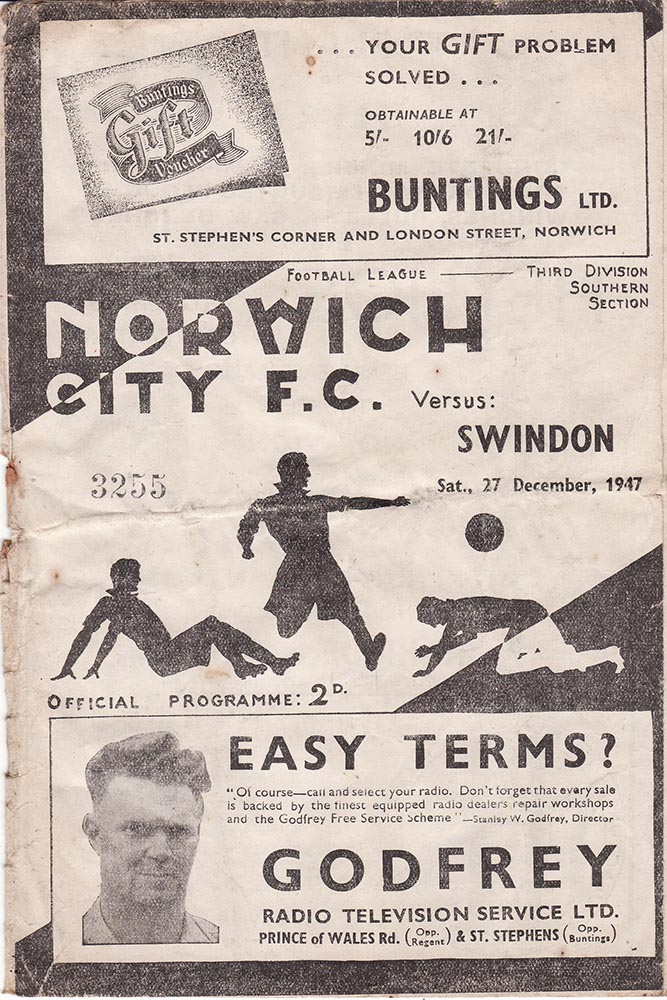 ... YOUR GIFT PROBLEM
SOLVED ...
Buntings
Gift
Voucher
OBTAINABLE AT
5/- 10/6 21/-
BUNTINGS LTD.
ST. STEPHEN'S CORNER AND LONDON STREET, NORWICH
FOOTBALL LEAGUE — THIRD DIVISION
SOUTHERN
SECTION
NORWICH
CITY F.C. Versus:
SWINDON
3255
Sat., 27 December, 1947
OFFICIAL PROGRAMME: 2D.
EASY TERMS?
"Of course—call and select your radio. Don't forget that every sale
is backed by the finest equipped radio dealers repair workshops
and the Godfrey Free Service Scheme"—Stanley W. Godfrey, Director
GODFREY
RADIO TELEVISION SERVICE LTD.
PRINCE of WALES Rd. (Opp. Regent) & ST. STEPHENS (Opp. Buntings)